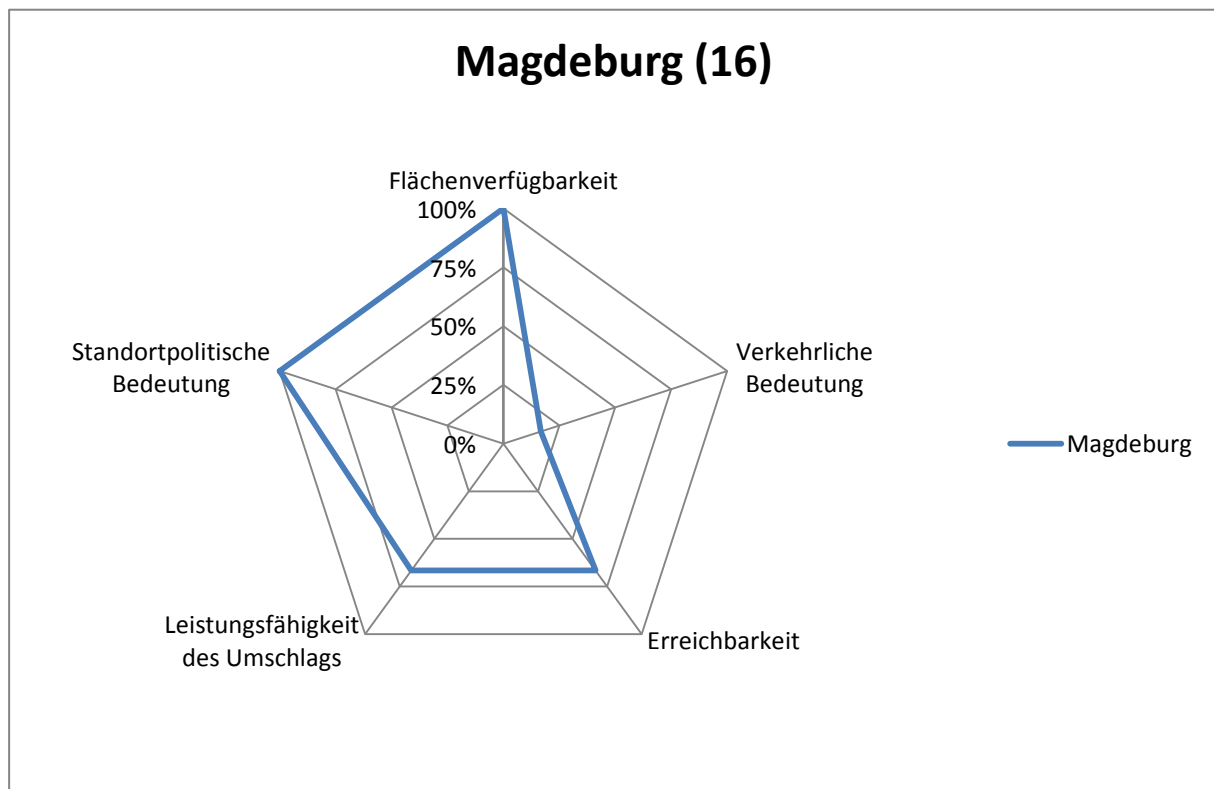 Magdeburg (16)
Flächenverfügbarkeit
100%
75%
50%
25%
0%
Verkehrliche
Bedeutung
Erreichbarkeit
Leistungsfähigkeit
des Umschlags
Standortpolitische
Bedeutung
Magdeburg